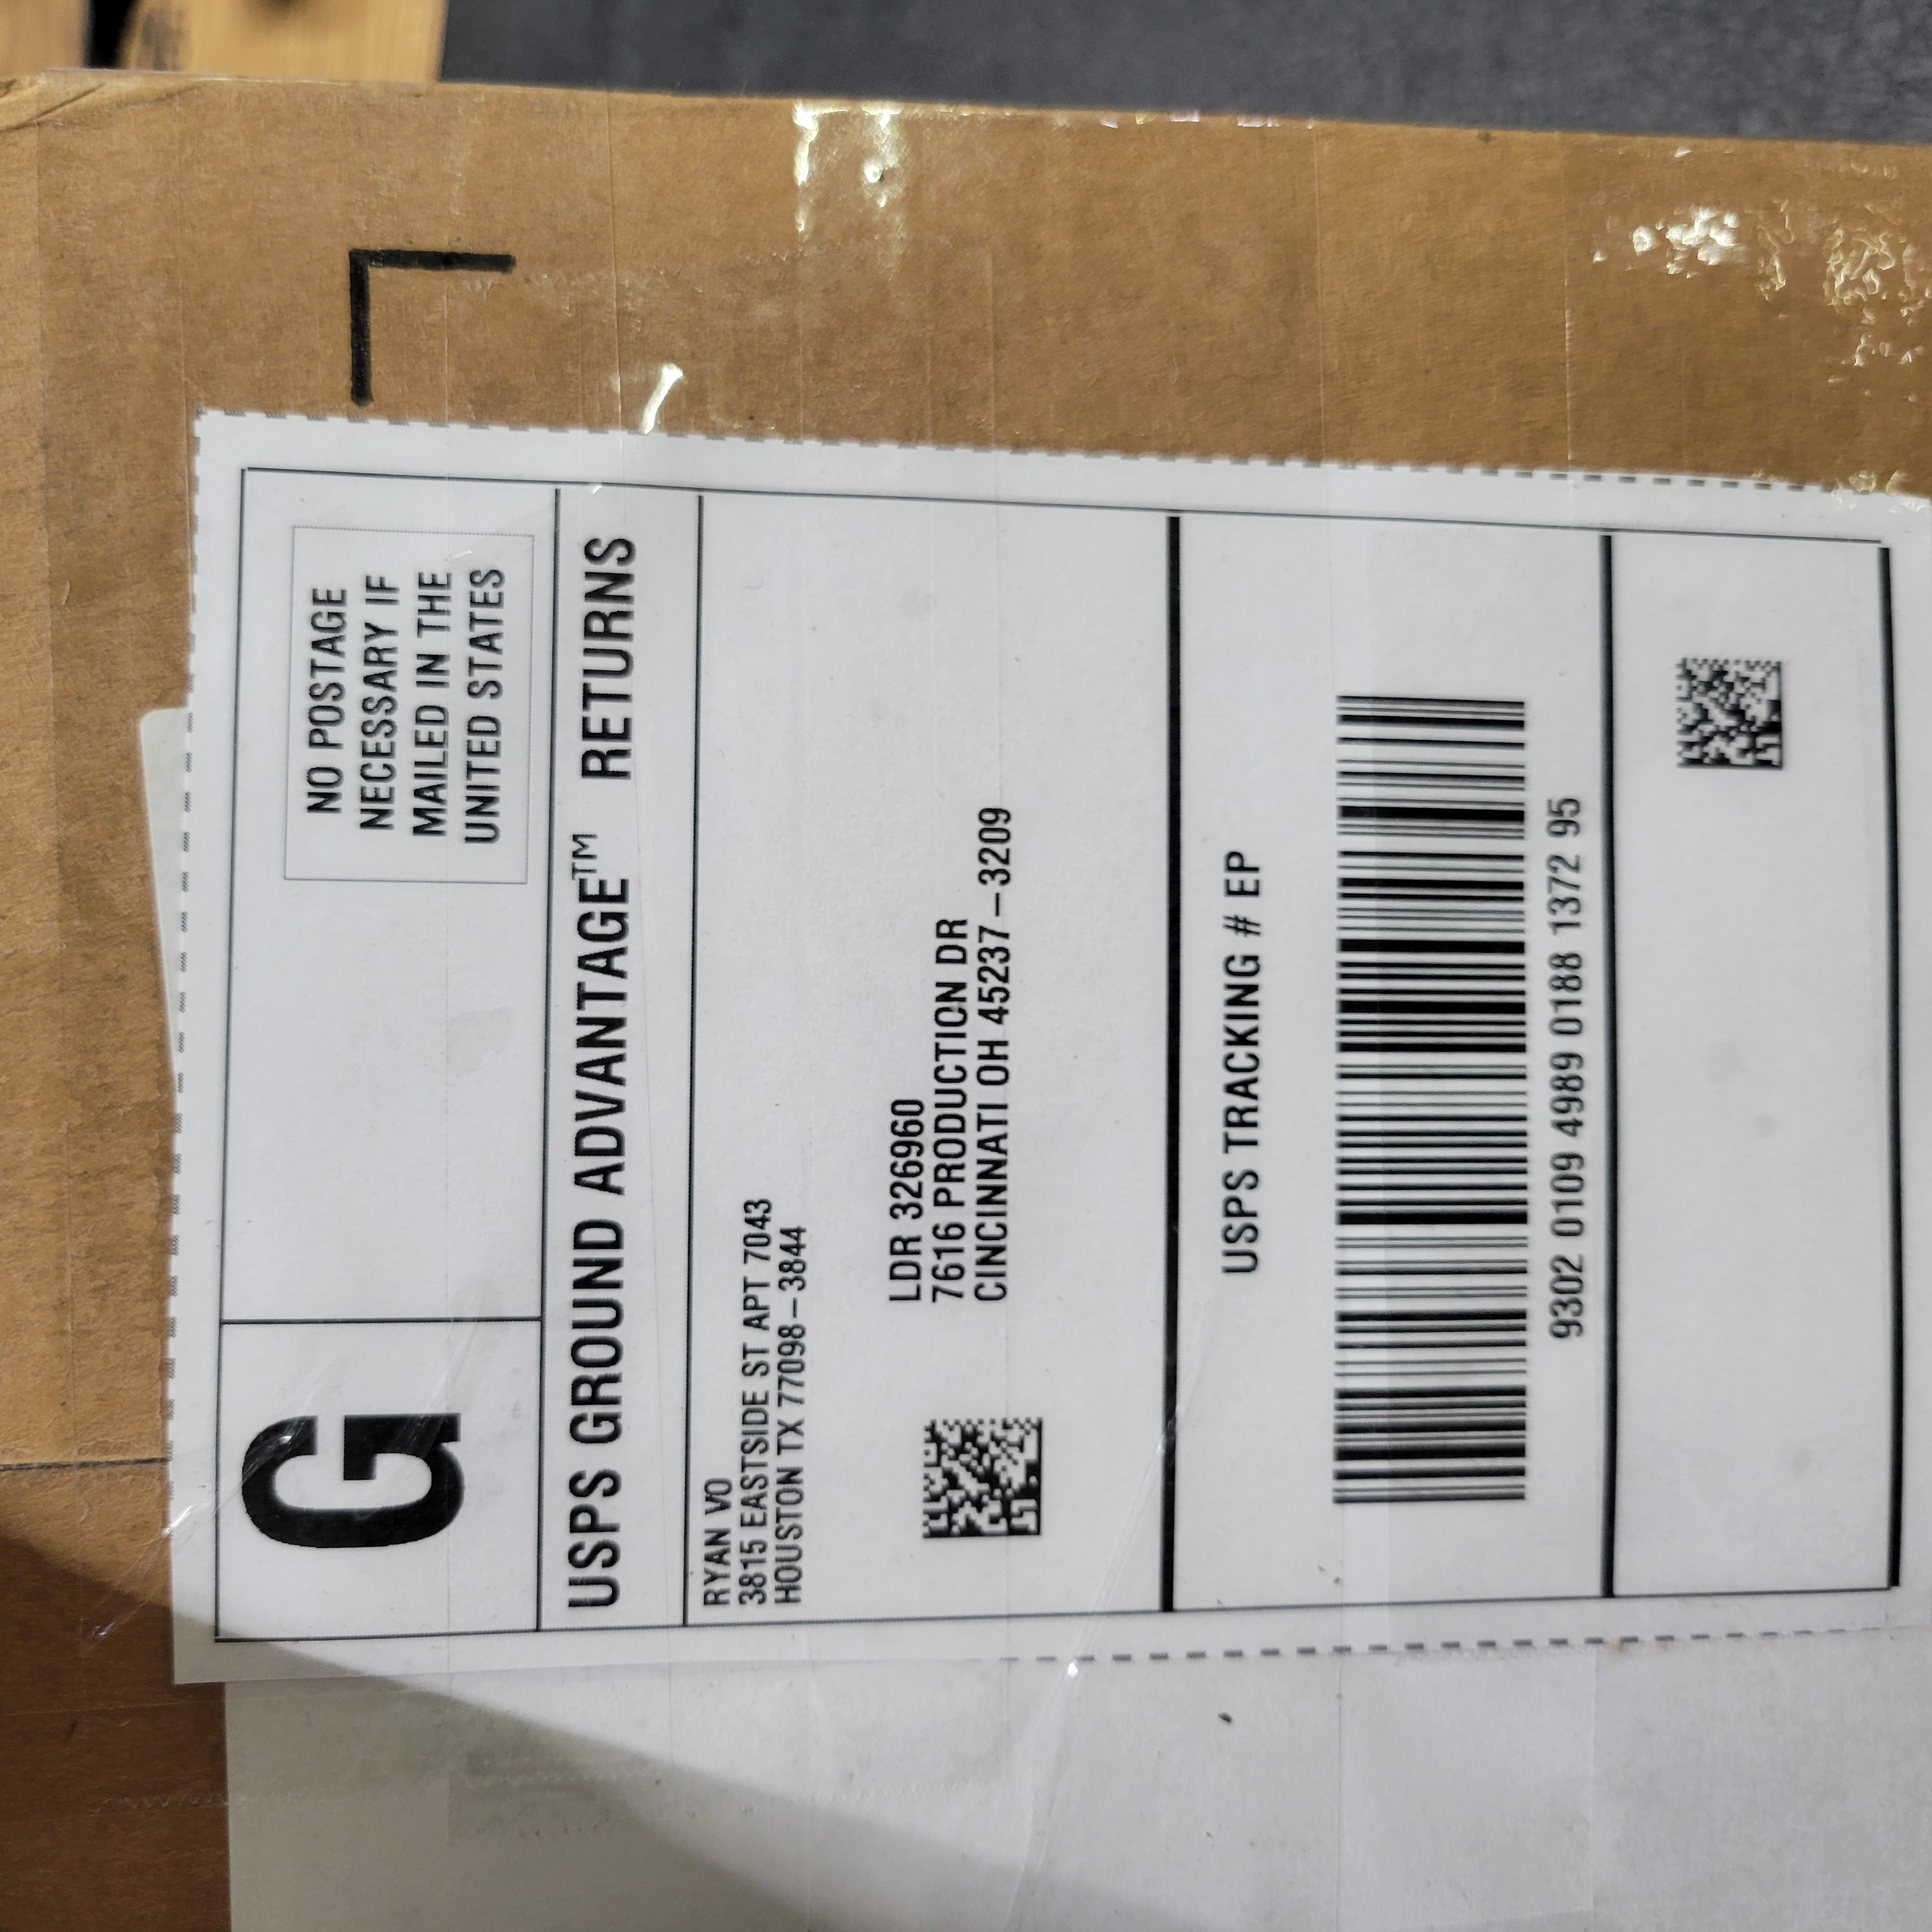 G
NO POSTAGE
NECESSARY IF
MAILED IN THE
UNITED STATES
USPS GROUND ADVANTAGE™ RETURNS
RYAN VO
3815 EASTSIDE ST APT 7043
HOUSTON TX 77098-3844
LDR 326960
7616 PRODUCTION DR
CINCINNATI OH 45237-3209
USPS TRACKING # EP
9302 0109 4989 0188 1372 95